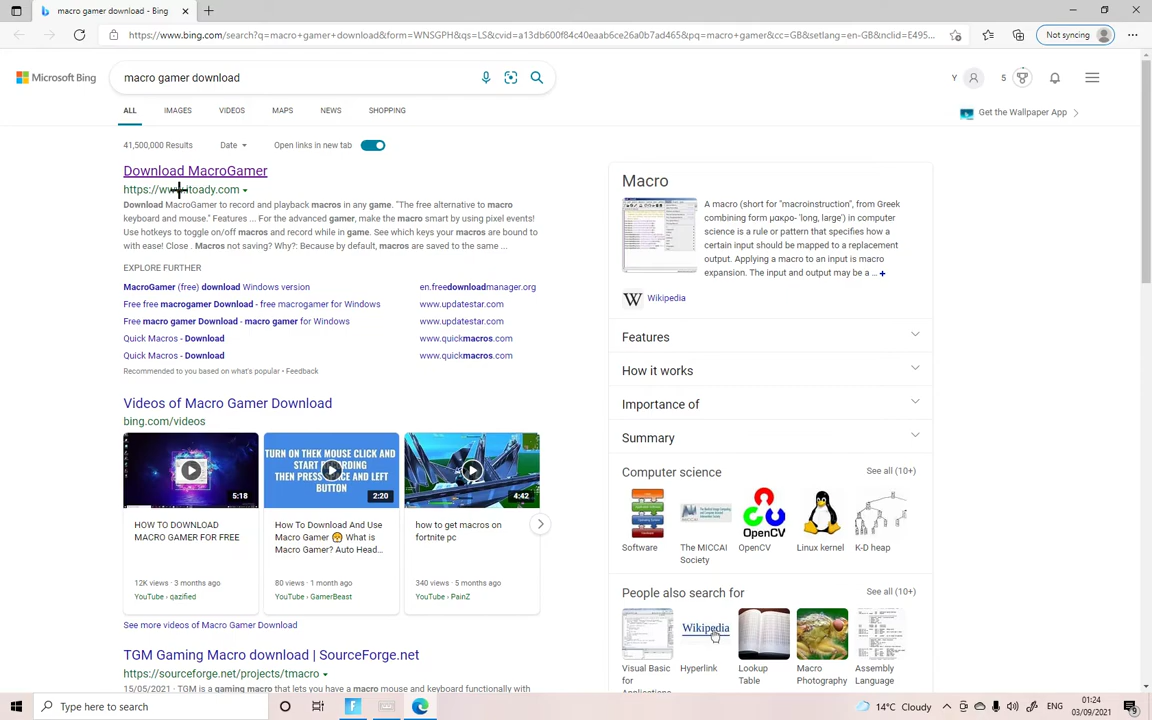 macro gamer download - Bing
https://www.bing.com/search?q=macro+gamer+download&form=WNSGPH&qs=LS&cvid=a13db600f84c40eaab6ce26a0b7ad465&pq=macro+gamer&cc=GB&setlang=en-GB&nclid=E495...
Not syncing
Microsoft Bing
macro gamer download
Y
5
ALL
IMAGES
VIDEOS
MAPS
NEWS
SHOPPING
Get the Wallpaper App
41,500,000 Results
Date
Open links in new tab
Download MacroGamer
Download MacroGamer to record and playback macros in any game. "The free alternative to macro
keyboard and mouse." Features ... For the advanced gamer, make the macro smart by using pixel events!
Use hotkeys to toggle on/off macros and record while in game. See which keys your macros are bound to
with ease! Close . Macros not saving? Why?: Because by default, macros are saved to the same ...
EXPLORE FURTHER
MacroGamer (free) download Windows version
en.freedownloadmanager.org
Free free macrogamer Download - free macrogamer for Windows
www.updatestar.com
Free macro gamer Download - macro gamer for Windows
www.updatestar.com
Quick Macros - Download
www.quickmacros.com
Quick Macros - Download
www.quickmacros.com
Recommended to you based on what's popular • Feedback
Videos of Macro Gamer Download
bing.com/videos
5:18
TURN ON THEK MOUSE CLICK AND
START RECORDING
THEN PRESS ONCE AND LEFT
BUTTON
2:20
4:42
HOW TO DOWNLOAD
MACRO GAMER FOR FREE
12K views · 3 months ago
YouTube › qazified
How To Download And Use
Macro Gamer 🤗 What is
Macro Gamer? Auto Head...
80 views · 1 month ago
YouTube › GamerBeast
how to get macros on
fortnite pc
340 views · 5 months ago
YouTube › PainZ
See more videos of Macro Gamer Download
TGM Gaming Macro download | SourceForge.net
https://sourceforge.net/projects/tmacro
15/05/2021 · TGM is a gaming macro that lets you have a macro mouse and keyboard functionally with
Macro
A macro (short for "macroinstruction", from Greek
combining form μακρο- 'long, large') in computer
science is a rule or pattern that specifies how a
certain input should be mapped to a replacement
output. Applying a macro to an input is macro
expansion. The input and output may be a ... +
W
Wikipedia
Features
How it works
Importance of
Summary
Computer science
See all (10+)
Software
The MICCAI
Society
OpenCV
OpenCV
Linux kernel
K-D heap
People also search for
See all (10+)
Wikipedia
Visual Basic
for
Applications
Hyperlink
Lookup
Table
Macro
Photography
Assembly
Language
Type here to search
14°C Cloudy
ENG
01:24
03/09/2021